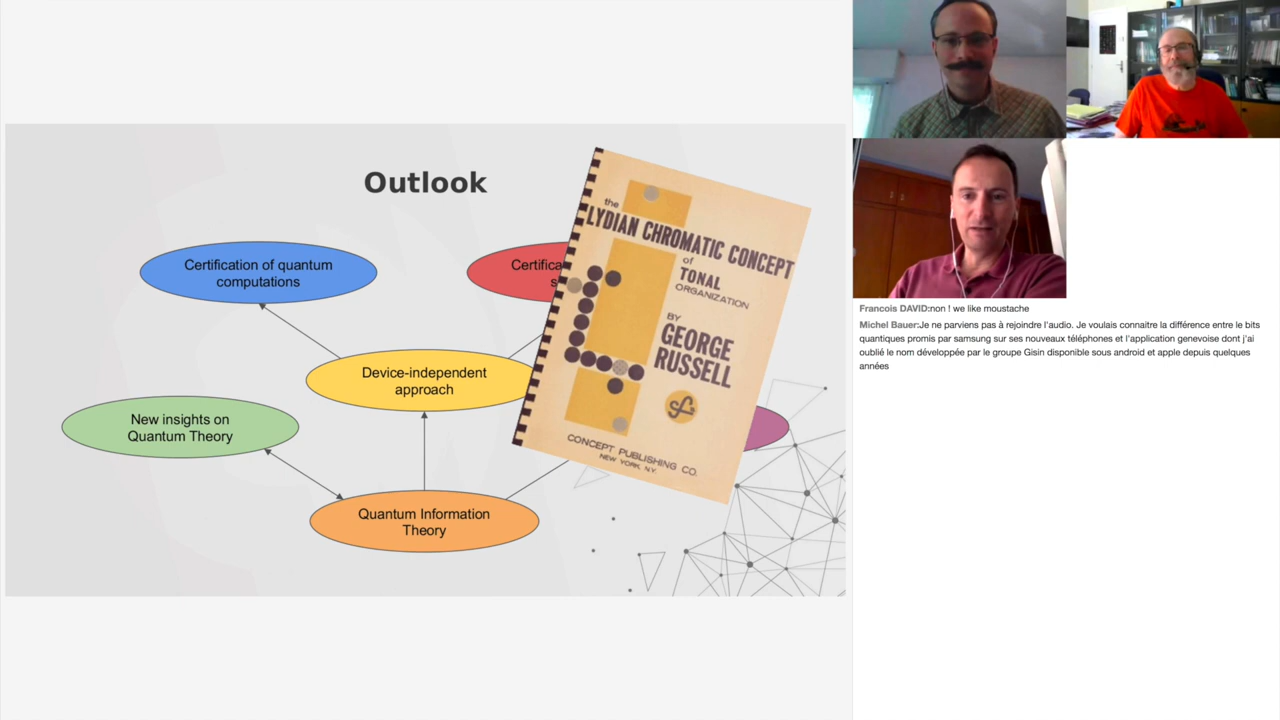 Outlook
Certification of quantum
computations
Certifica
s
the
LYDIAN CHROMATIC CONCEPT
of
TONAL
ORGANIZATION
BY
GEORGE
RUSSELL
CONCEPT PUBLISHING CO.
NEW YORK, N.Y.
Device-independent
approach
New insights on
Quantum Theory
Quantum Information
Theory
Francois DAVID:non ! we like moustache
Michel Bauer:Je ne parviens pas à rejoindre l'audio. Je voulais connaitre la différence entre le bits
quantiques promis par samsung sur ses nouveaux téléphones et l'application genevoise dont j'ai
oublié le nom développée par le groupe Gisin disponible sous android et apple depuis quelques
années